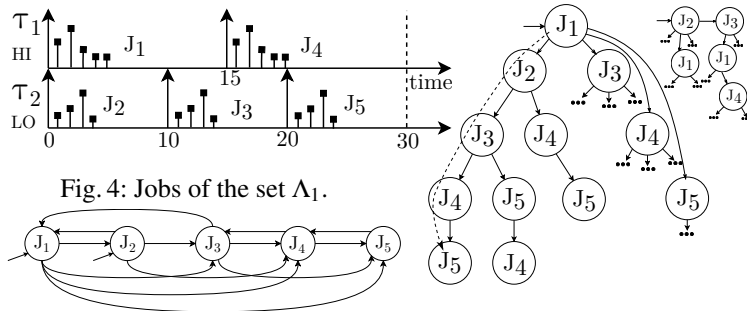 τ1 J1 J4
HI
15 time
τ2 J2 J3 J5
LO
0 10 20 30
Fig. 4: Jobs of the set Λ1.
J1 J2 J3 J4 J5
J1
J2 J3
J3 J4 J4
J4 J5 J5 J5
J5 J4
J2 J3
J1 J1
J4